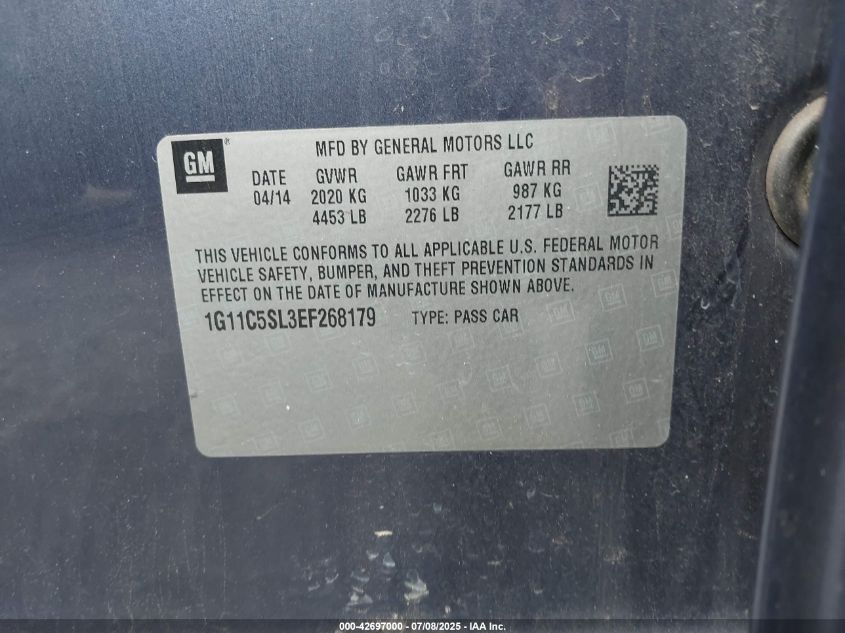 GM® MFD BY GENERAL MOTORS LLC
DATE GVWR GAWR FRT GAWR RR
04/14 2020 KG 1033 KG 987 KG
4453 LB 2276 LB 2177 LB
THIS VEHICLE CONFORMS TO ALL APPLICABLE U.S. FEDERAL MOTOR
VEHICLE SAFETY, BUMPER, AND THEFT PREVENTION STANDARDS IN
EFFECT ON THE DATE OF MANUFACTURE SHOWN ABOVE.
1G11C5SL3EF268179 TYPE: PASS CAR
000-42697000 - 07/08/2025 - IAA Inc.